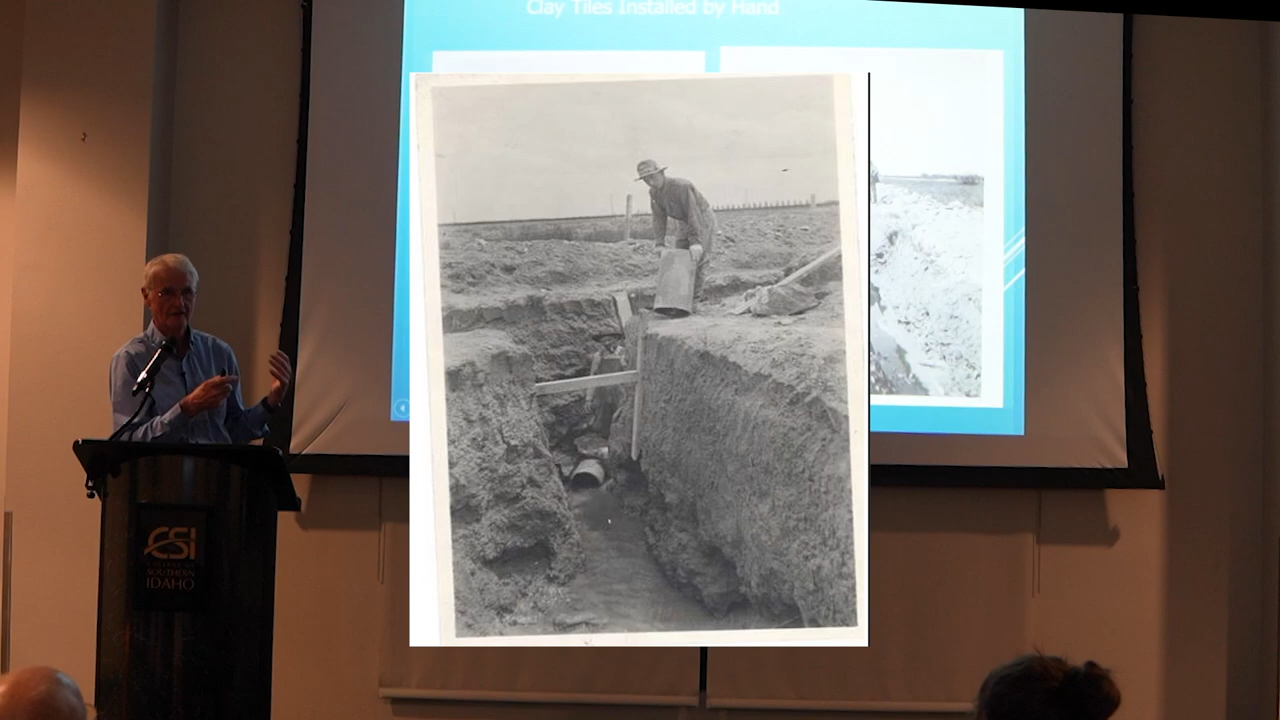 Clay Tiles Installed by Hand
CSI
COLLEGE OF
SOUTHERN
IDAHO